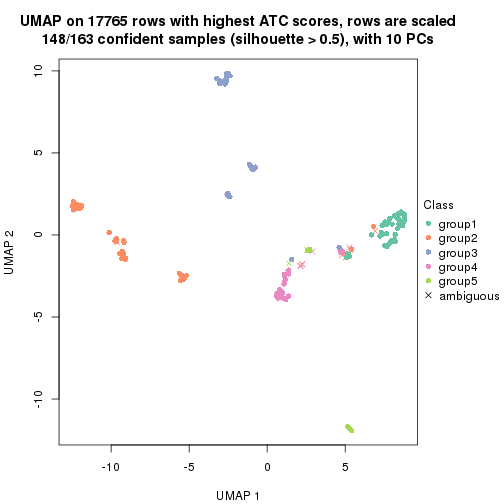 UMAP on 17765 rows with highest ATC scores, rows are scaled
148/163 confident samples (silhouette > 0.5), with 10 PCs
10
5
0
-5
-10
UMAP 2
-10
-5
0
5
UMAP 1
Class
group1
group2
group3
group4
group5
ambiguous